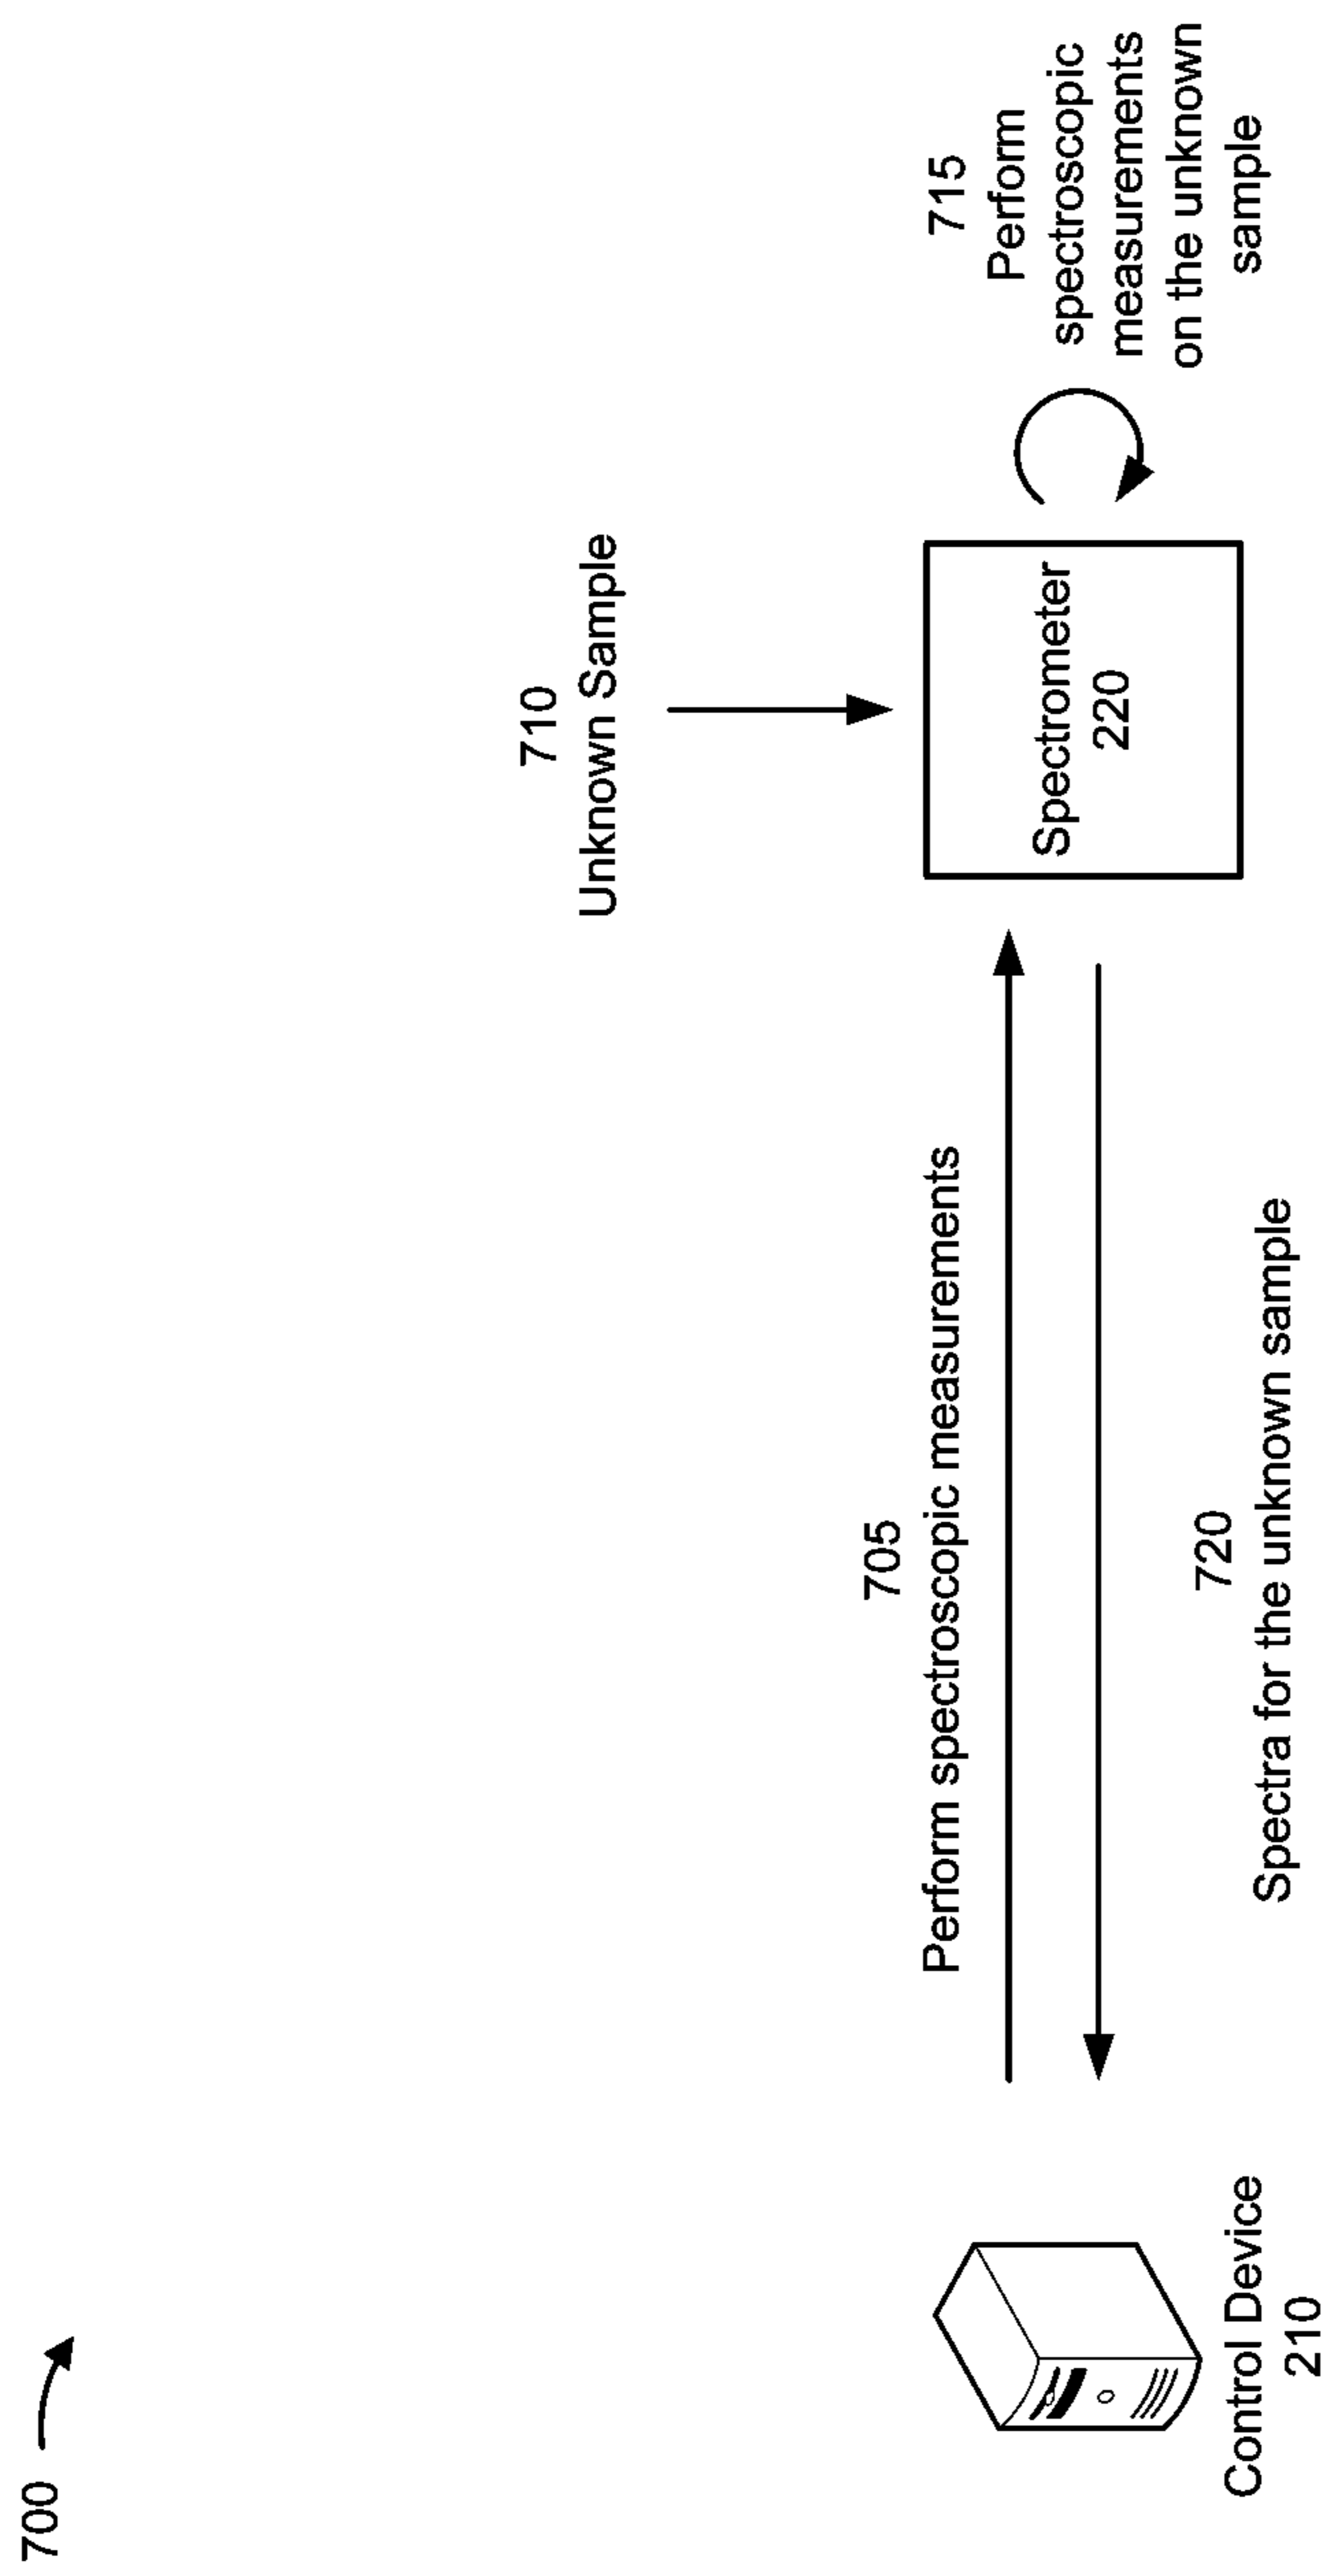 700
710
Unknown Sample
705
Perform spectroscopic measurements
715
Perform
spectroscopic
measurements
on the unknown
sample
Spectrometer
220
720
Spectra for the unknown sample
Control Device
210